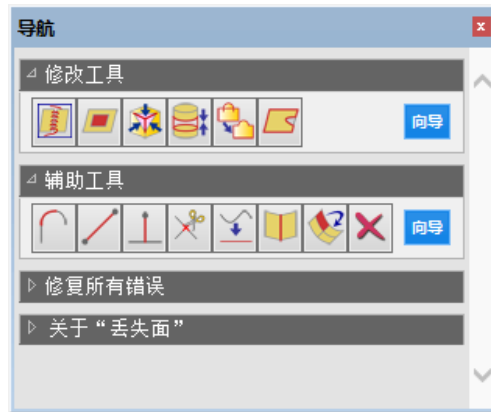 导航
修改工具
向导
辅助工具
向导
修复所有错误
关于“丢失面”